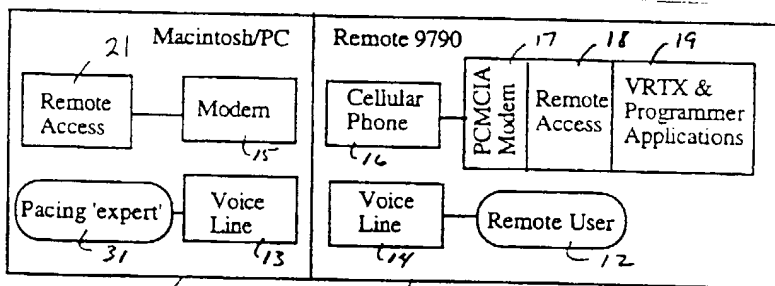 Macintosh/PC
Remote 9790
21
17
18
19
Remote
Access
Modem
15
Cellular
Phone
16
PCMCIA
Modem
Remote
Access
VRTX &
Programmer
Applications
Pacing 'expert'
31
Voice
Line
13
Voice
Line
14
Remote User
12